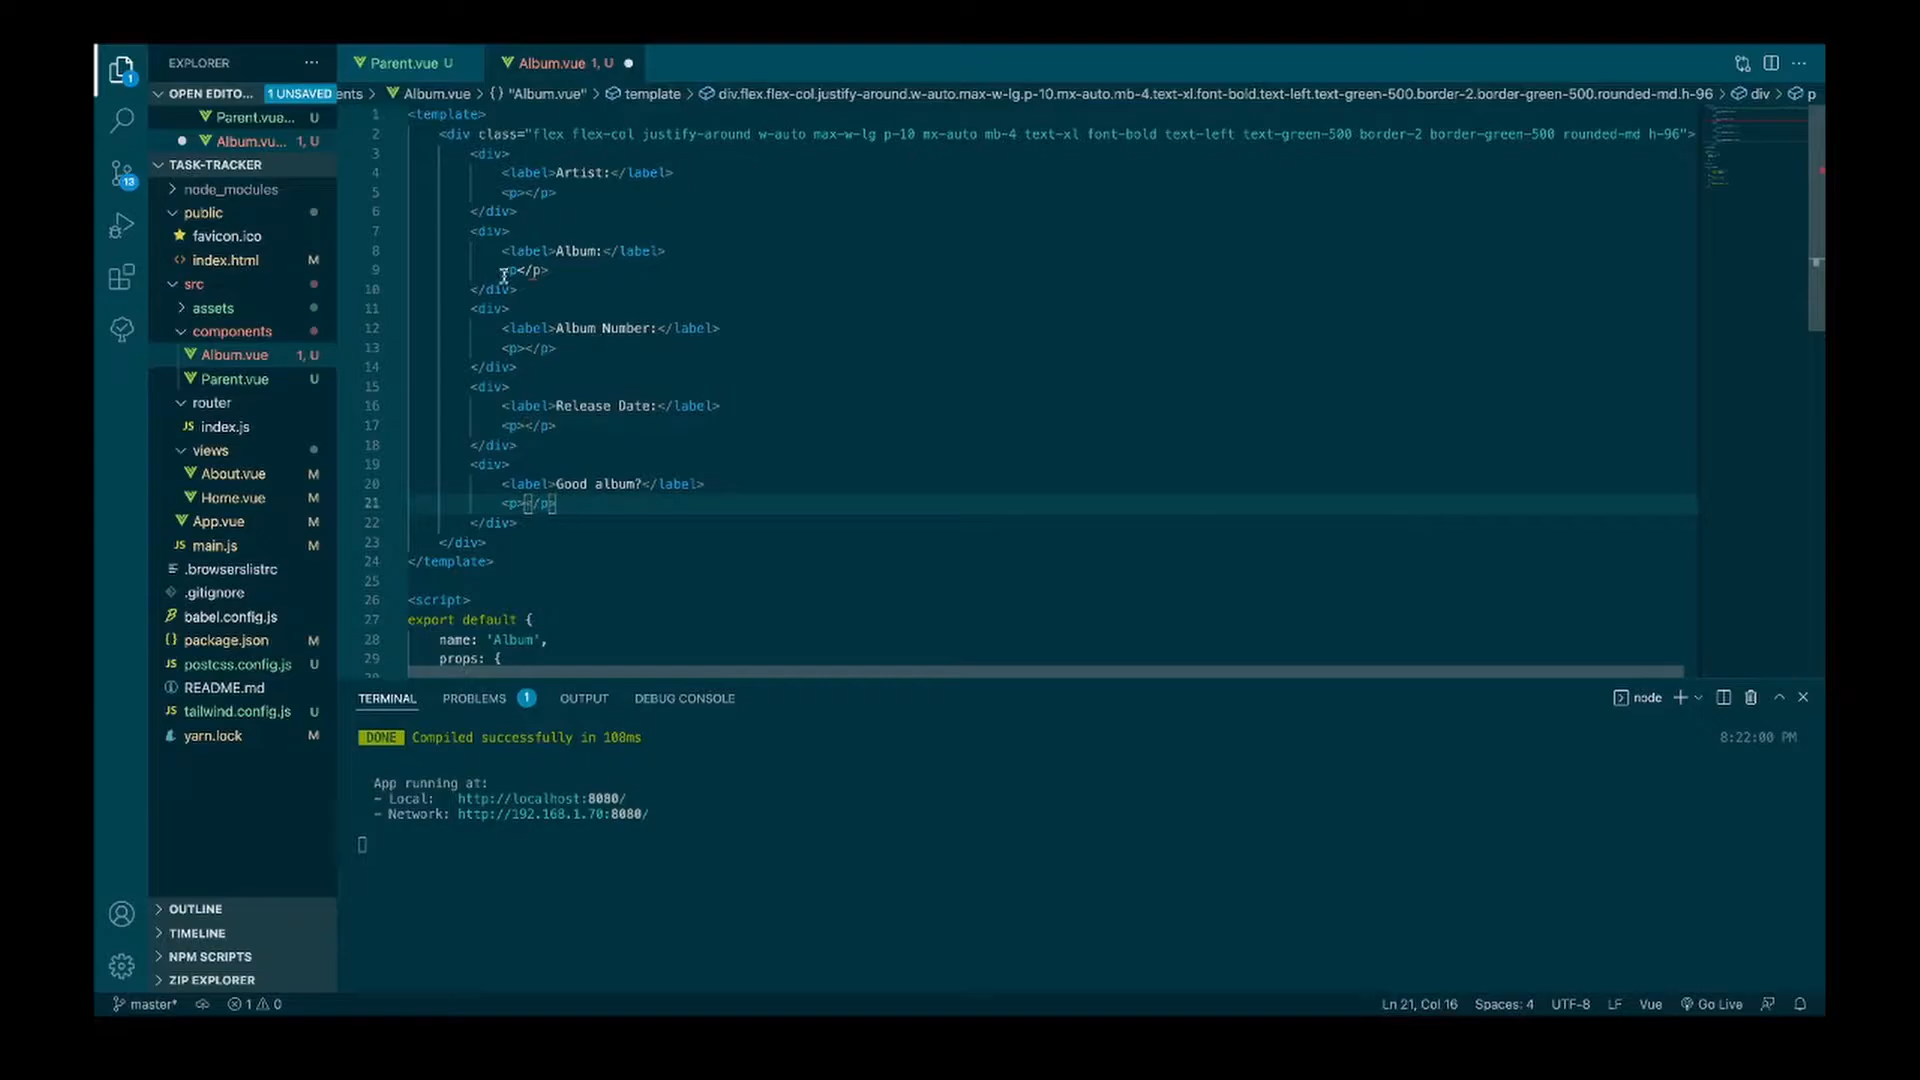 EXPLORER
Parent.vue U
Album.vue 1, U
OPEN EDITO... 1 UNSAVED
Parent.vue... U
Album.vu... 1, U
TASK-TRACKER
node_modules
public
favicon.ico
index.html M
src
assets
components
Album.vue 1, U
Parent.vue U
router
JS index.js
views
About.vue M
Home.vue M
App.vue M
JS main.js M
.browserslistrc
.gitignore
babel.config.js
package.json M
JS postcss.config.js U
README.md
JS tailwind.config.js U
yarn.lock M
OUTLINE
TIMELINE
NPM SCRIPTS
ZIP EXPLORER
1
13
ents > Album.vue > {} "Album.vue" > template > div.flex.flex-col.justify-around.w-auto.max-w-lg.p-10.mx-auto.mb-4.text-xl.font-bold.text-left.text-green-500.border-2.border-green-500.rounded-md.h-96 > div > p
1 <template>
2 <div class="flex flex-col justify-around w-auto max-w-lg p-10 mx-auto mb-4 text-xl font-bold text-left text-green-500 border-2 border-green-500 rounded-md h-96">
3 <div>
4 <label>Artist:</label>
5 <p></p>
6 </div>
7 <div>
8 <label>Album:</label>
9 p</p>
10 </div>
11 <div>
12 <label>Album Number:</label>
13 <p></p>
14 </div>
15 <div>
16 <label>Release Date:</label>
17 <p></p>
18 </div>
19 <div>
20 <label>Good album?</label>
21 <p></p>
22 </div>
23 </div>
24 </template>
25
26 <script>
27 export default {
28 name: 'Album',
29 props: {
TERMINAL PROBLEMS 1 OUTPUT DEBUG CONSOLE
node
DONE Compiled successfully in 108ms 8:22:00 PM
App running at:
- Local: http://localhost:8080/
- Network: http://192.168.1.70:8080/
master* 1 0 Ln 21, Col 16 Spaces: 4 UTF-8 LF Vue Go Live